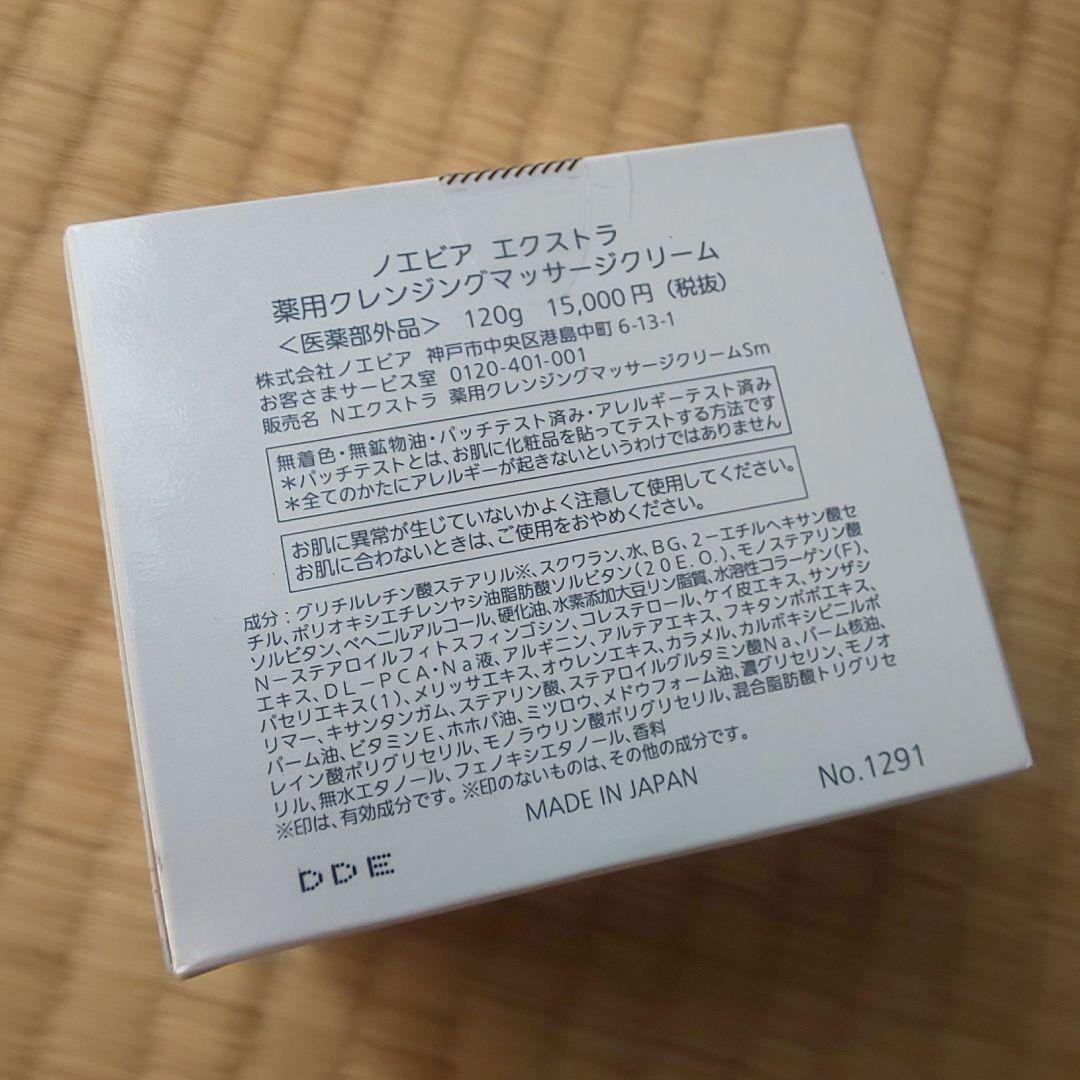 ノエビア エクストラ
薬用クレンジングマッサージクリーム
<医薬部外品> 120g 15,000円(税抜)
株式会社ノエビア 神戸市中央区港島中町6-13-1
お客さまサービス室 0120-401-001
販売名 Nエクストラ 薬用クレンジングマッサージクリームSm
無着色・無鉱物油・パッチテスト済み・アレルギーテスト済み
*パッチテストとは、お肌に化粧品を貼ってテストする方法です
*全てのかたにアレルギーが起きないというわけではありません
お肌に異常が生じていないかよく注意して使用してください。
お肌に合わないときは、ご使用をおやめください。
成分:グリチルレチン酸ステアリル※、スクワラン、水、BG、2-エチルヘキサン酸セ
チル、ポリオキシエチレンヤシ油脂肪酸ソルビタン(20E.O.)、モノステアリン酸
ソルビタン、ベヘニルアルコール、硬化油、水素添加大豆リン脂質、水溶性コラーゲン(F)、
N-ステアロイルフィトスフィンゴシン、コレステロール、ケイ皮エキス、サンザシ
エキス、DL-PCA・Na液、アルギニン、アルテアエキス、フキタンポポエキス、
パセリエキス(1)、メリッサエキス、オウレンエキス、カラメル、カルボキシビニルポ
リマー、キサンタンガム、ステアリン酸、ステアロイルグルタミン酸Na、パーム核油、
パーム油、ビタミンE、ホホバ油、ミツロウ、メドウフォーム油、濃グリセリン、モノオ
レイン酸ポリグリセリル、モノラウリン酸ポリグリセリル、混合脂肪酸トリグリセ
リル、無水エタノール、フェノキシエタノール、香料
※印は、有効成分です。※印のないものは、その他の成分です。
MADE IN JAPAN No.1291
DDE